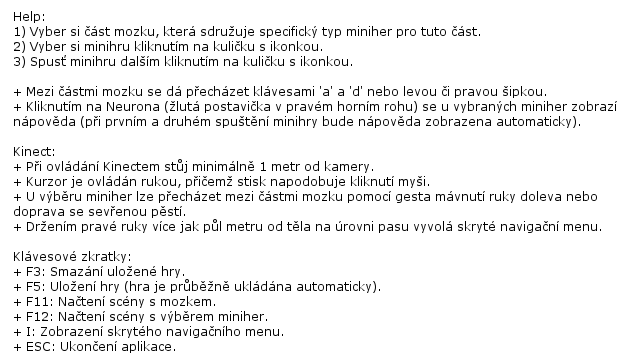 Help:
1) Vyber si část mozku, která sdružuje specifický typ miniher pro tuto část.
2) Vyber si minihru kliknutím na kuličku s ikonkou.
3) Spusť minihru dalším kliknutím na kuličku s ikonkou.
+ Mezi částmi mozku se dá přecházet klávesami 'a' a 'd' nebo levou či pravou šipkou.
+ Kliknutím na Neurona (žlutá postavička v pravém horním rohu) se u vybraných miniher zobrazí
nápověda (při prvním a druhém spuštění minihry bude nápověda zobrazena automaticky).
Kinect:
+ Při ovládání Kinectem stůj minimálně 1 metr od kamery.
+ Kurzor je ovládán rukou, přičemž stisk napodobuje kliknutí myši.
+ U výběru miniher lze přecházet mezi částmi mozku pomocí gesta mávnutí ruky doleva nebo
doprava se sevřenou pěstí.
+ Držením pravé ruky více jak půl metru od těla na úrovni pasu vyvolá skryté navigační menu.
Klávesové zkratky:
+ F3: Smazání uložené hry.
+ F5: Uložení hry (hra je průběžně ukládána automaticky).
+ F11: Načtení scény s mozkem.
+ F12: Načtení scény s výběrem miniher.
+ I: Zobrazení skrytého navigačního menu.
+ ESC: Ukončení aplikace.